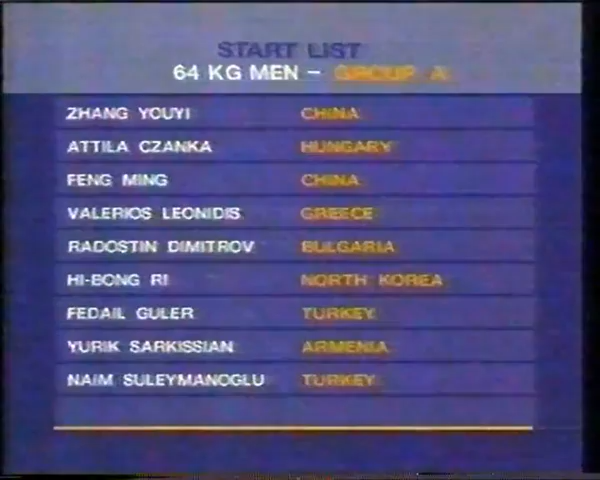 START LIST
64 KG MEN - GROUP A
ZHANG YOUYI CHINA
ATTILA CZANKA HUNGARY
FENG MING CHINA
VALERIOS LEONIDIS GREECE
RADOSTIN DIMITROV BULGARIA
HI-BONG RI NORTH KOREA
FEDAIL GULER TURKEY
YURIK SARKISSIAN ARMENIA
NAIM SULEYMANOGLU TURKEY